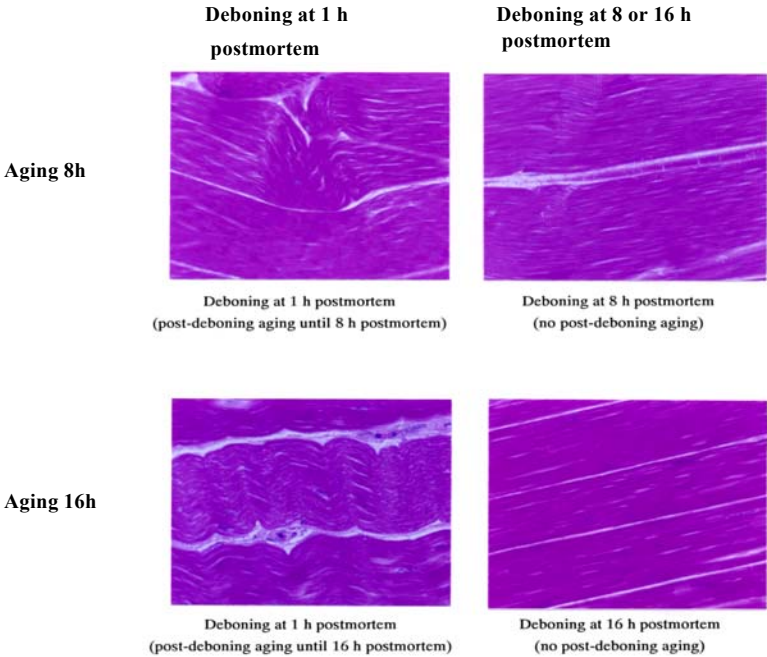 Deboning at 1 h
postmortem
Deboning at 8 or 16 h
postmortem
Aging 8h
Deboning at 1 h postmortem
(post-deboning aging until 8 h postmortem)
Deboning at 8 h postmortem
(no post-deboning aging)
Aging 16h
Deboning at 1 h postmortem
(post-deboning aging until 16 h postmortem)
Deboning at 16 h postmortem
(no post-deboning aging)